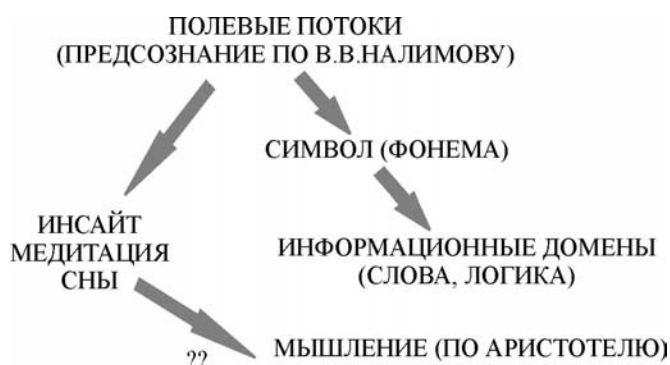 ПОЛЕВЫЕ ПОТОКИ
(ПРЕДСОЗНАНИЕ ПО В.В.НАЛИМОВУ)
СИМВОЛ (ФОНЕМА)
ИНСАЙТ
МЕДИТАЦИЯ
СНЫ
ИНФОРМАЦИОННЫЕ ДОМЕНЫ
(СЛОВА, ЛОГИКА)
??
МЫШЛЕНИЕ (ПО АРИСТОТЕЛЮ)